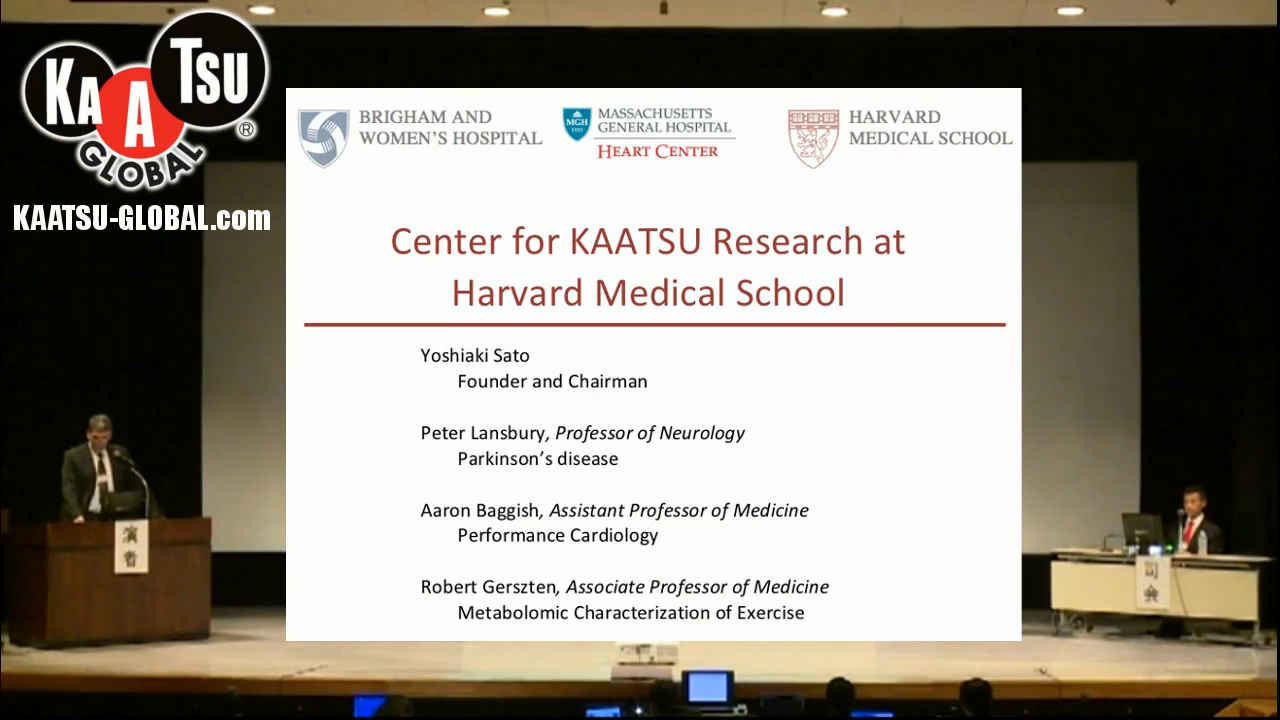 KAATSU
GLOBAL
®
KAATSU-GLOBAL.com
BRIGHAM AND
WOMEN'S HOSPITAL
MGH
1811
MASSACHUSETTS
GENERAL HOSPITAL
HEART CENTER
HARVARD
MEDICAL SCHOOL
Center for KAATSU Research at
Harvard Medical School
Yoshiaki Sato
Founder and Chairman
Peter Lansbury, Professor of Neurology
Parkinson's disease
Aaron Baggish, Assistant Professor of Medicine
Performance Cardiology
Robert Gerszten, Associate Professor of Medicine
Metabolomic Characterization of Exercise
演者
司会